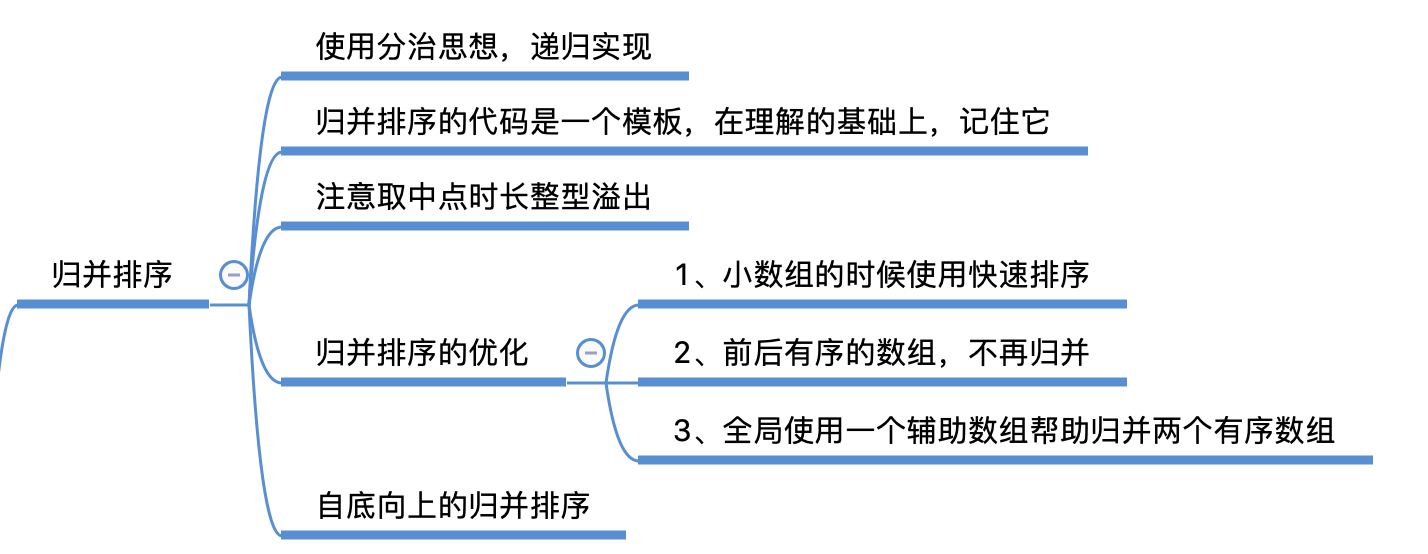 使用分治思想，递归实现
归并排序的代码是一个模板，在理解的基础上，记住它
注意取中点时长整型溢出
归并排序
1、小数组的时候使用快速排序
归并排序的优化
2、前后有序的数组，不再归并
3、全局使用一个辅助数组帮助归并两个有序数组
自底向上的归并排序